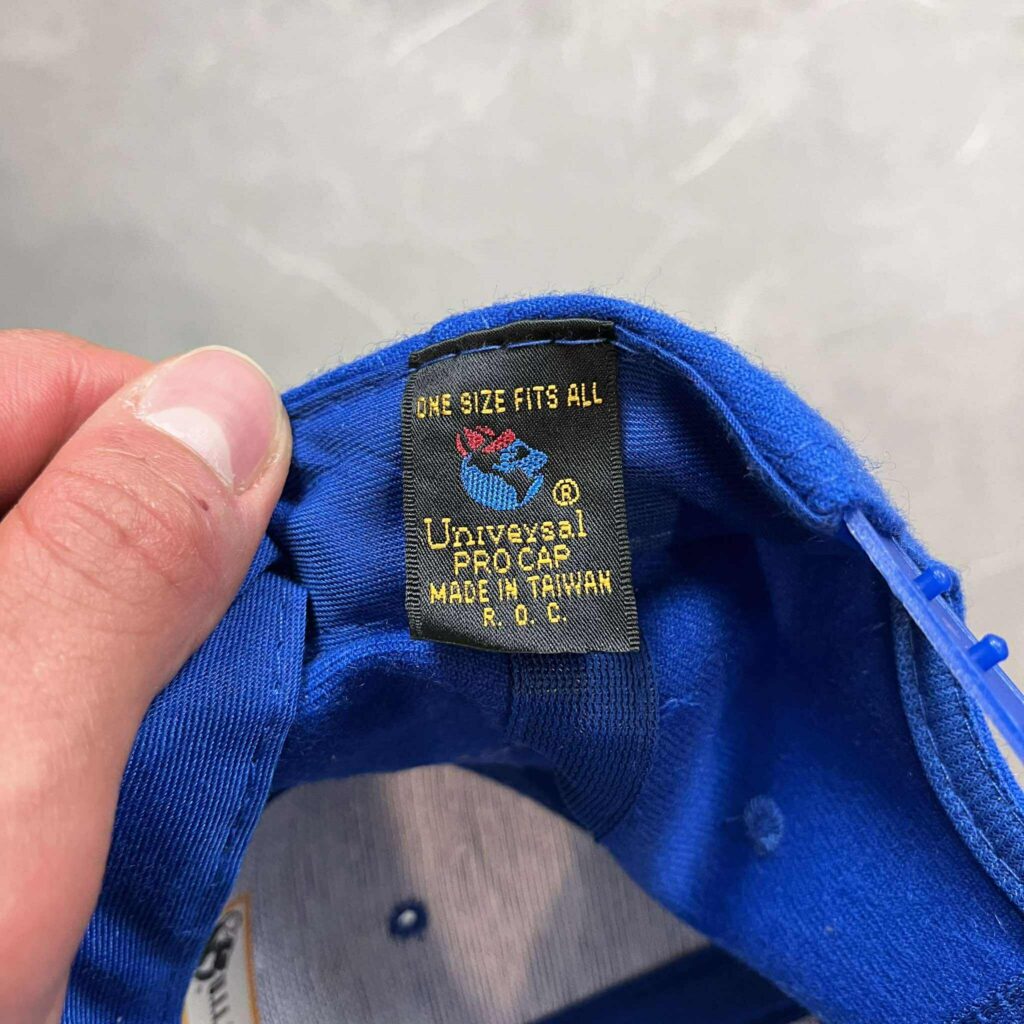 ONE SIZE FITS ALL
®
Universal
PRO CAP
MADE IN TAIWAN
R. O. C.